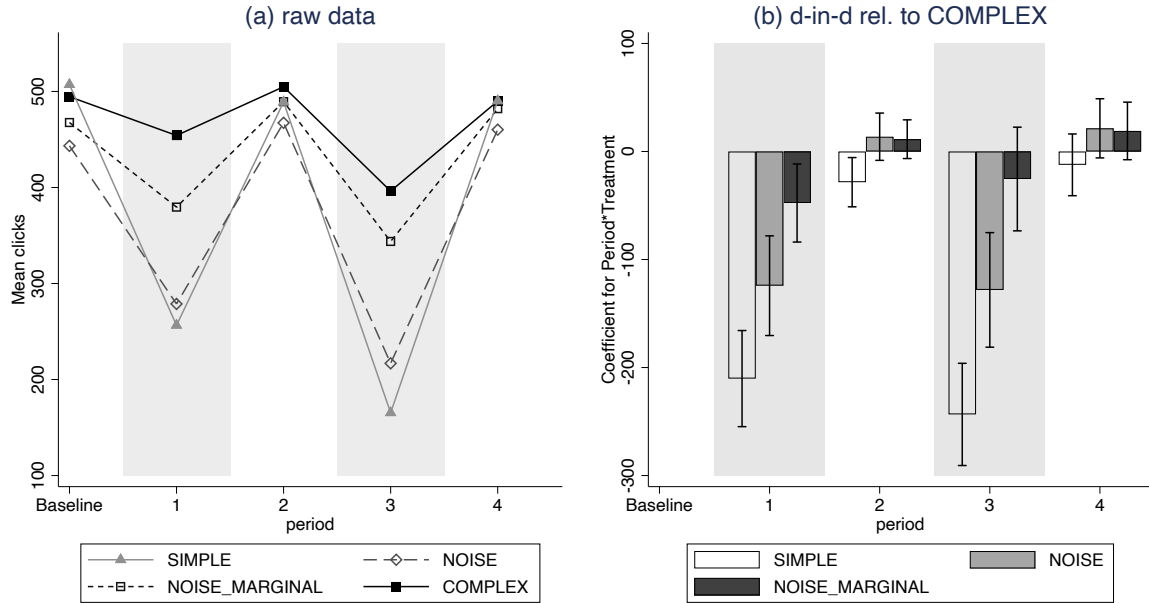 (a) raw data
Mean clicks
500
400
300
200
100
Baseline 1 2 3 4
period
SIMPLE NOISE
NOISE_MARGINAL COMPLEX
(b) d-in-d rel. to COMPLEX
Coefficient for Period*Treatment
100
0
-100
-200
-300
Baseline 1 2 3 4
period
SIMPLE NOISE
NOISE_MARGINAL